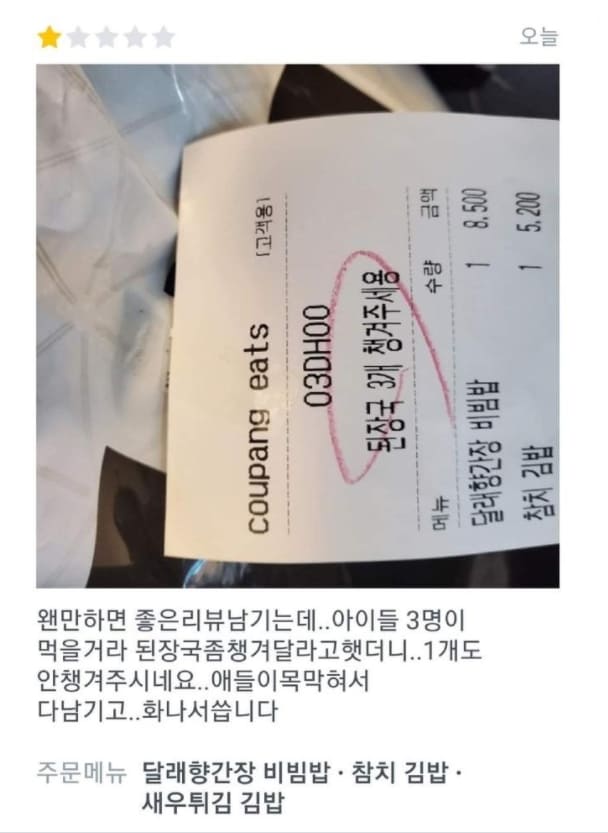 오늘
[고객용]
coupang eats
03DH00
된장국 3개 챙겨주세용
메뉴 수량 금액
달래향간장 비빔밥 1 8,500
참치 김밥 1 5,200
왠만하면 좋은리뷰남기는데..아이들 3명이
먹을거라 된장국좀챙겨달라고햇더니..1개도
안챙겨주시네요..애들이목막혀서
다남기고..화나서씁니다
주문메뉴 달래향간장 비빔밥 · 참치 김밥 ·
새우튀김 김밥